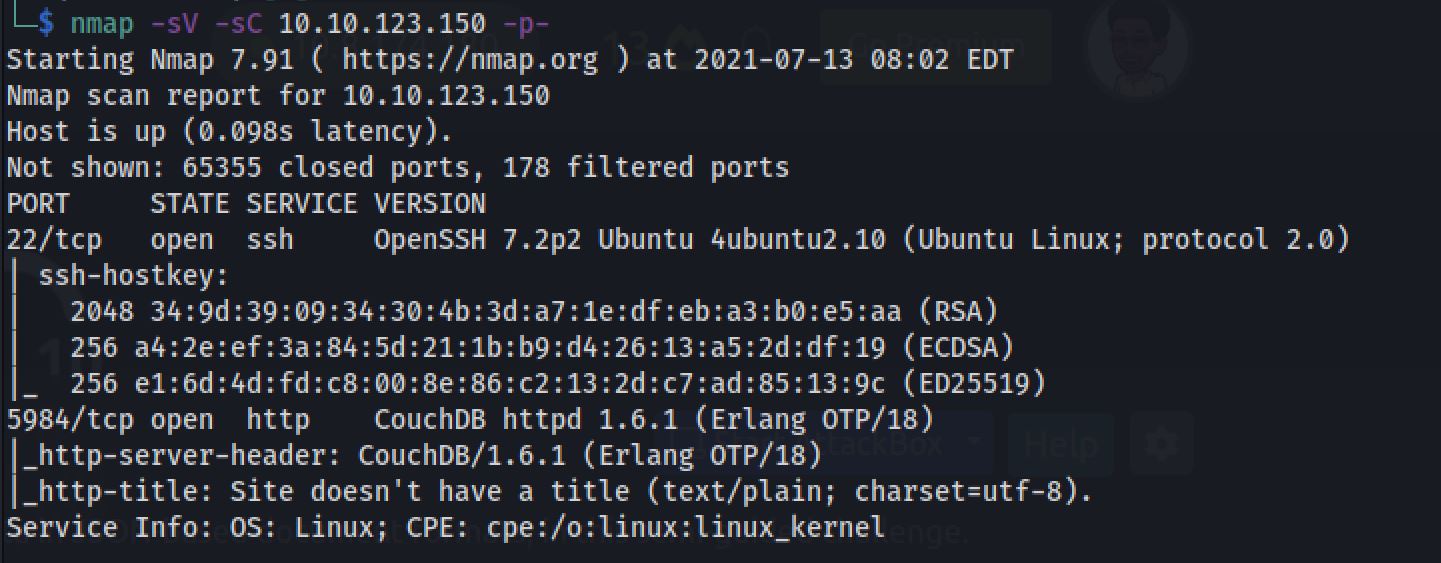 └─$ nmap -sV -sC 10.10.123.150 -p-
Starting Nmap 7.91 ( https://nmap.org ) at 2021-07-13 08:02 EDT
Nmap scan report for 10.10.123.150
Host is up (0.098s latency).
Not shown: 65355 closed ports, 178 filtered ports
PORT     STATE SERVICE VERSION
22/tcp   open  ssh     OpenSSH 7.2p2 Ubuntu 4ubuntu2.10 (Ubuntu Linux; protocol 2.0)
| ssh-hostkey:
|   2048 34:9d:39:09:34:30:4b:3d:a7:1e:df:eb:a3:b0:e5:aa (RSA)
|   256 a4:2e:ef:3a:84:5d:21:1b:b9:d4:26:13:a5:2d:df:19 (ECDSA)
|_  256 e1:6d:4d:fd:c8:00:8e:86:c2:13:2d:c7:ad:85:13:9c (ED25519)
5984/tcp open  http    CouchDB httpd 1.6.1 (Erlang OTP/18)
|_http-server-header: CouchDB/1.6.1 (Erlang OTP/18)
|_http-title: Site doesn't have a title (text/plain; charset=utf-8).
Service Info: OS: Linux; CPE: cpe:/o:linux:linux_kernel
Help